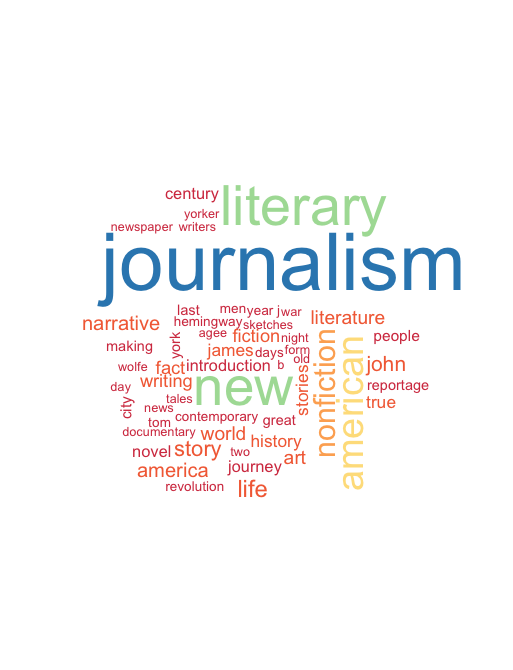 century
literary
yorker
newspaper writers
journalism
last men year j war
narrative hemingway sketches literature
agee fiction night people
making york james days form
wolfe fact introduction b old john
day writing new stories nonfiction american reportage
tales true
city news
tom contemporary great
documentary world history
novel story two art
america journey
revolution life